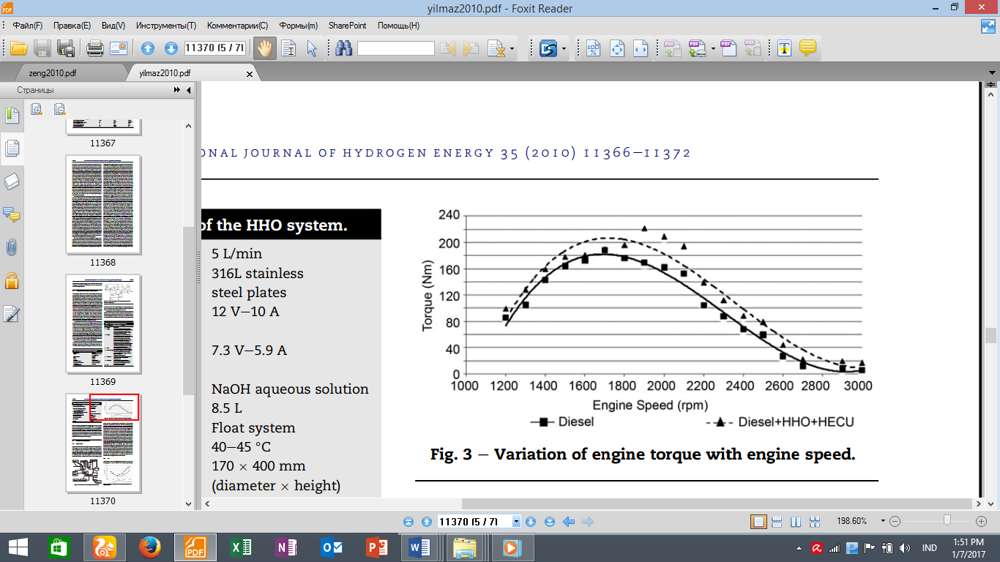 yilmaz2010.pdf - Foxit Reader
PDF
Файл(F) Правка(E) Вид(V) Инструменты(T) Комментарии(C) Формы(m) SharePoint Помощь(H)
11370 (5 / 7)
zeng2010.pdf yilmaz2010.pdf
Страницы
11367
11368
11369
11370
ONAL JOURNAL OF HYDROGEN ENERGY 35 (2010) 11366–11372
of the HHO system.
5 L/min
316L stainless
steel plates
12 V–10 A
7.3 V–5.9 A
NaOH aqueous solution
8.5 L
Float system
40–45 °C
170 × 400 mm
(diameter × height)
240
200
160
120
80
40
0
Torque (Nm)
1000 1200 1400 1600 1800 2000 2200 2400 2600 2800 3000
Engine Speed (rpm)
Diesel Diesel+HHO+HECU
Fig. 3 – Variation of engine torque with engine speed.
11370 (5 / 7)
198.60%
PDF
IND
1:51 PM
1/7/2017